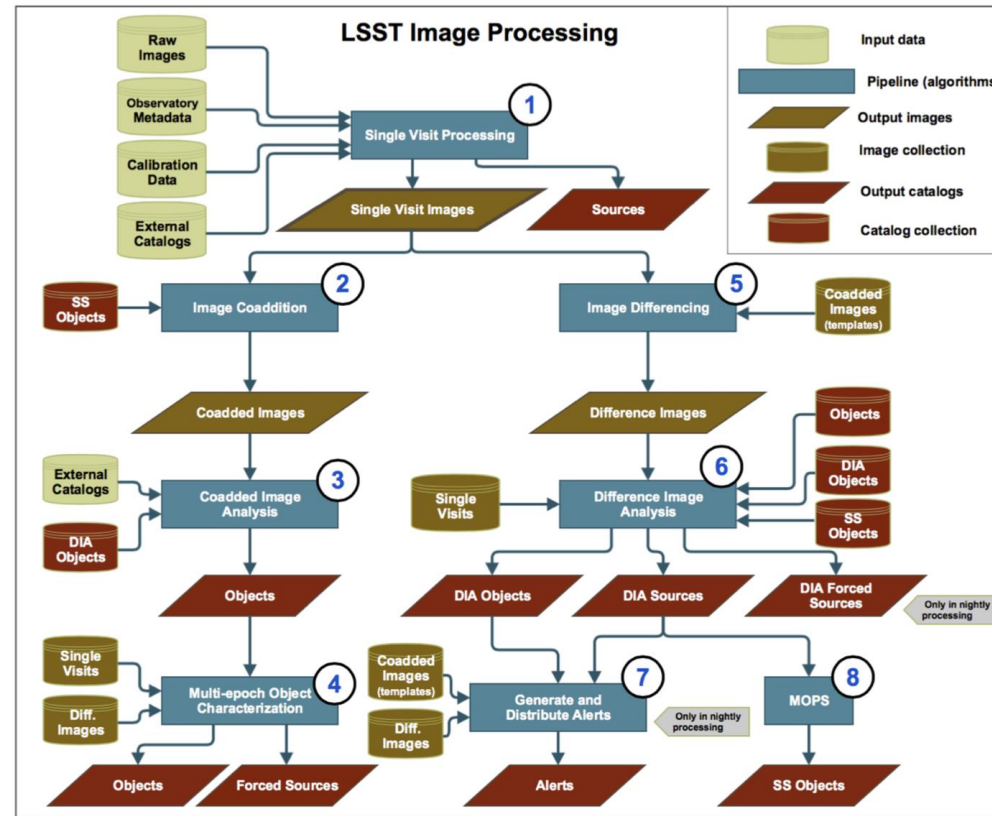 LSST Image Processing
Raw
Images
Observatory
Metadata
Calibration
Data
External
Catalogs
1
Single Visit Processing
Single Visit Images
Sources
Input data
Pipeline (algorithms
Output images
Image collection
Output catalogs
Catalog collection
SS
Objects
2
Image Coaddition
5
Image Differencing
Coadded
Images
(templates)
Coadded Images
Difference Images
External
Catalogs
DIA
Objects
3
Coadded Image
Analysis
Single
Visits
6
Difference Image
Analysis
Objects
DIA
Objects
SS
Objects
Objects
DIA Objects
DIA Sources
DIA Forced
Sources
Only in nightly
processing
Single
Visits
Diff.
Images
4
Multi-epoch Object
Characterization
Coadded
Images
(templates)
Diff.
Images
7
Generate and
Distribute Alerts
Only in nightly
processing
8
MOPS
Objects
Forced Sources
Alerts
SS Objects